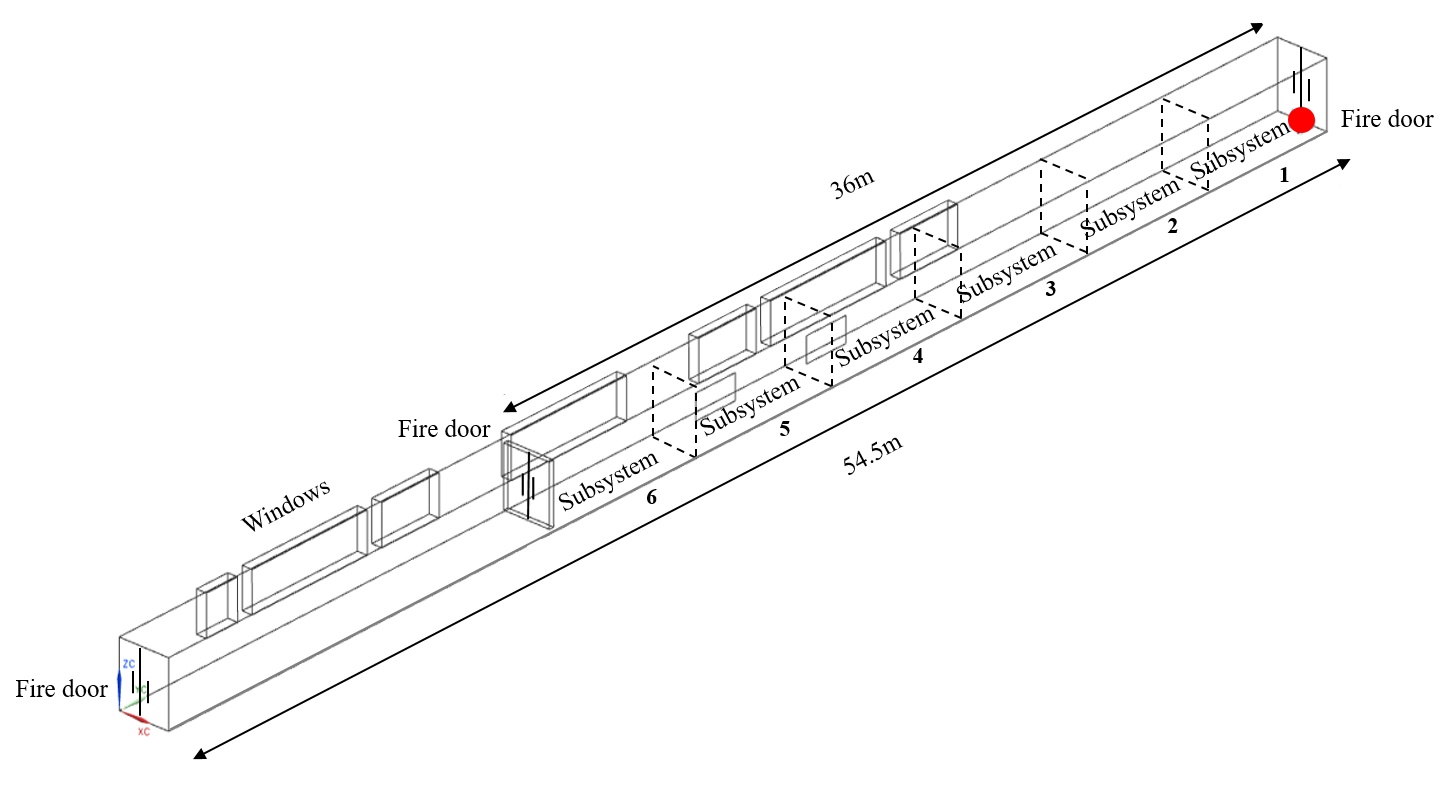 36m
Fire door
Subsystem
1
Subsystem
2
Subsystem
3
Subsystem
4
Subsystem
5
Subsystem
6
54.5m
Fire door
Windows
Fire door
ZC
YC
XC